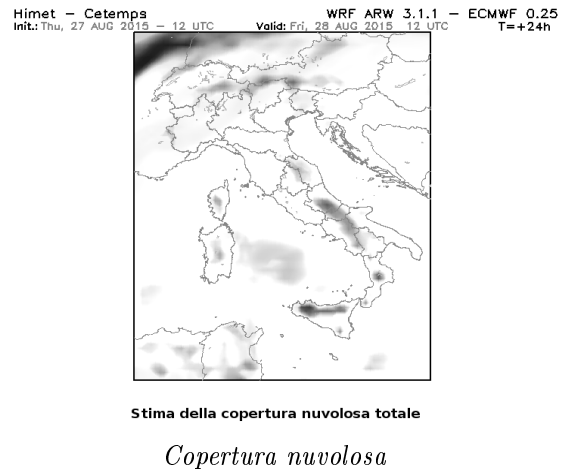 Himet – Cetemps WRF ARW 3.1.1 – ECMWF 0.25
Init.: Thu, 27 AUG 2015 – 12 UTC Valid: Fri, 28 AUG 2015 12 UTC T=+24h
Stima della copertura nuvolosa totale
Copertura nuvolosa